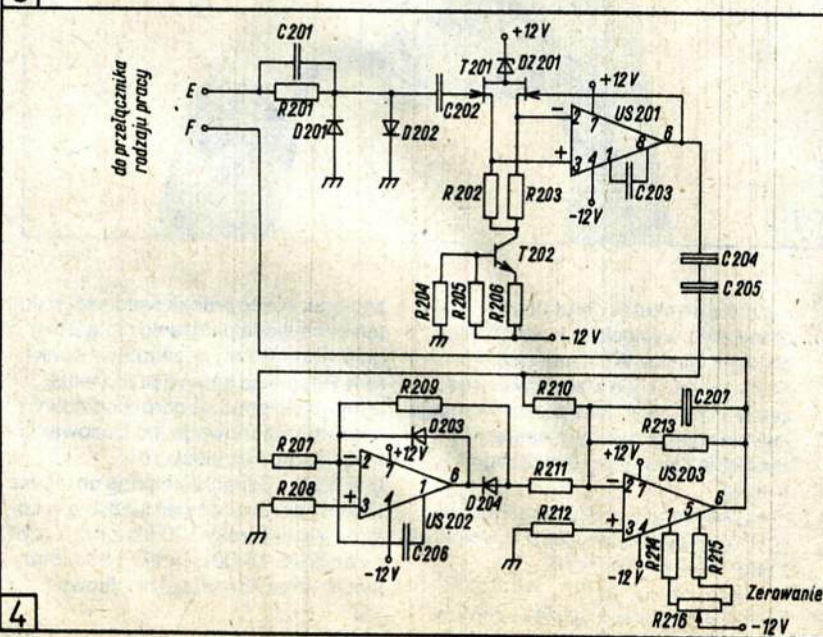 C201
+12V
T201
DZ201
+12V
E
R201
C202
US201
F
D201
D202
− 2 7 6
+ 3 4 1 8
C203
-12V
do przełącznika
rodzaju pracy
R202
R203
T202
C204
C205
R204
R205
R206
-12V
R209
R210
C207
D203
R213
R207
+12V
+12V
US203
− 2 7 6
R211
− 2 7 6
R208
+ 3 4 1
D204
R212
+ 3 4 1 5
US202
C206
-12V
-12V
R214
R215
Zerowanie
R216
-12V
4